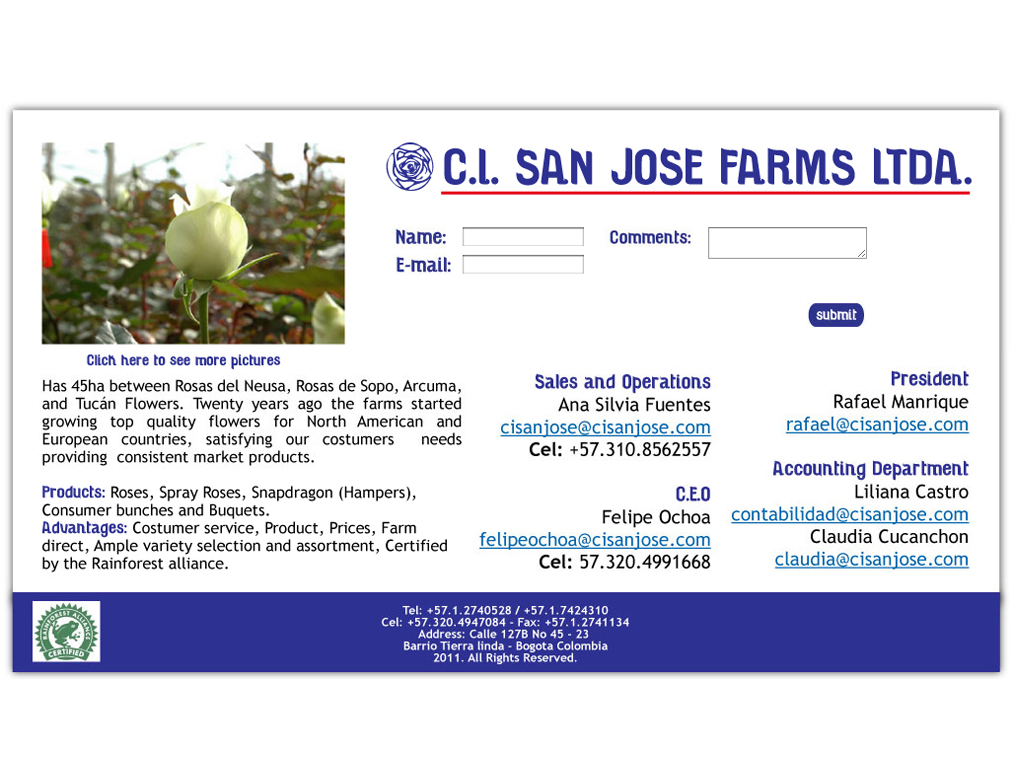 C.I. SAN JOSE FARMS LTDA.
Name:
Comments:
E-mail:
submit
Click here to see more pictures
Has 45ha between Rosas del Neusa, Rosas de Sopo, Arcuma,
and Tucán Flowers. Twenty years ago the farms started
growing top quality flowers for North American and
European countries, satisfying our costumers needs
providing consistent market products.
Products: Roses, Spray Roses, Snapdragon (Hampers),
Consumer bunches and Buquets.
Advantages: Costumer service, Product, Prices, Farm
direct, Ample variety selection and assortment, Certified
by the Rainforest alliance.
Sales and Operations
Ana Silvia Fuentes
cisanjose@cisanjose.com
Cel: +57.310.8562557
C.E.O
Felipe Ochoa
felipeochoa@cisanjose.com
Cel: 57.320.4991668
President
Rafael Manrique
rafael@cisanjose.com
Accounting Department
Liliana Castro
contabilidad@cisanjose.com
Claudia Cucanchon
claudia@cisanjose.com
RAINFOREST ALLIANCE
CERTIFIED
Tel: +57.1.2740528 / +57.1.7424310
Cel: +57.320.4947084 - Fax: +57.1.2741134
Address: Calle 127B No 45 - 23
Barrio Tierra linda - Bogota Colombia
2011. All Rights Reserved.